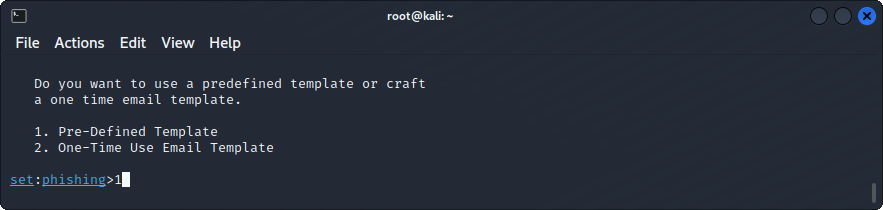 root@kali: ~
File Actions Edit View Help
Do you want to use a predefined template or craft
a one time email template.
1. Pre-Defined Template
2. One-Time Use Email Template
set:phishing>1